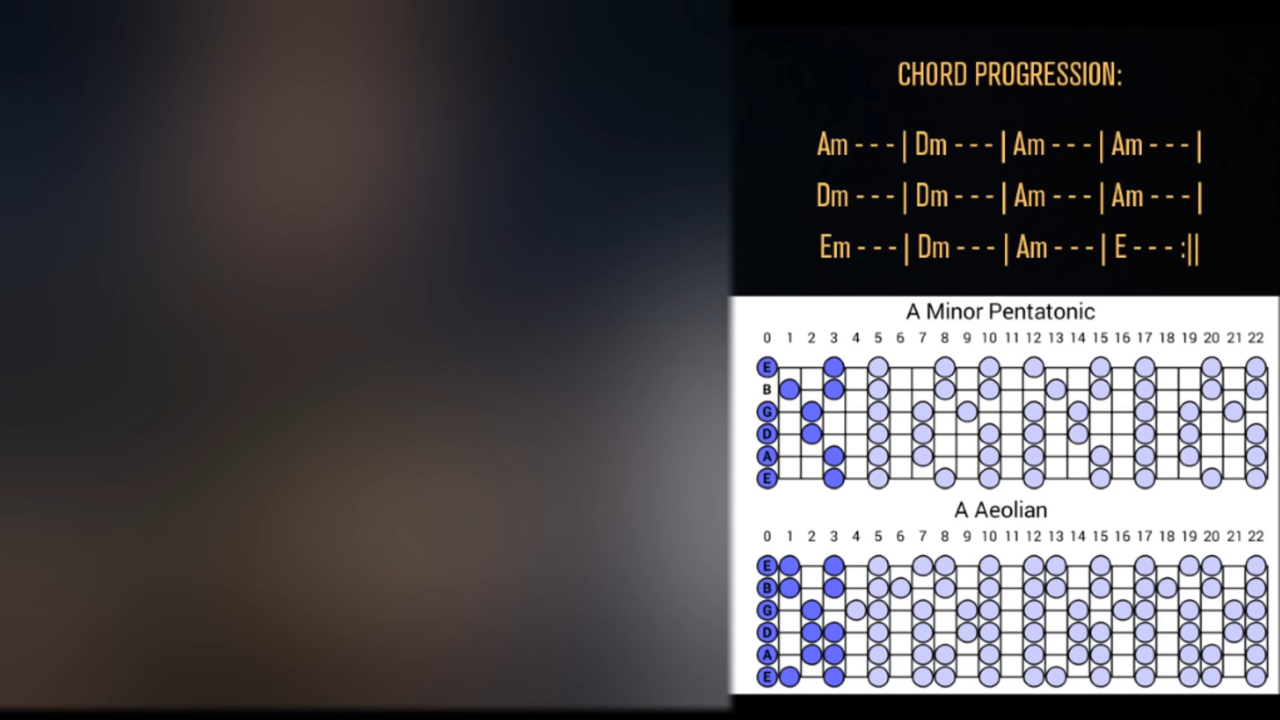 CHORD PROGRESSION:
Am - - - | Dm - - - | Am - - - | Am - - - |
Dm - - - | Dm - - - | Am - - - | Am - - - |
Em - - - | Dm - - - | Am - - - | E - - - :||
A Minor Pentatonic
0 1 2 3 4 5 6 7 8 9 10 11 12 13 14 15 16 17 18 19 20 21 22
E
B
G
D
A
E
A Aeolian
0 1 2 3 4 5 6 7 8 9 10 11 12 13 14 15 16 17 18 19 20 21 22
E
B
G
D
A
E